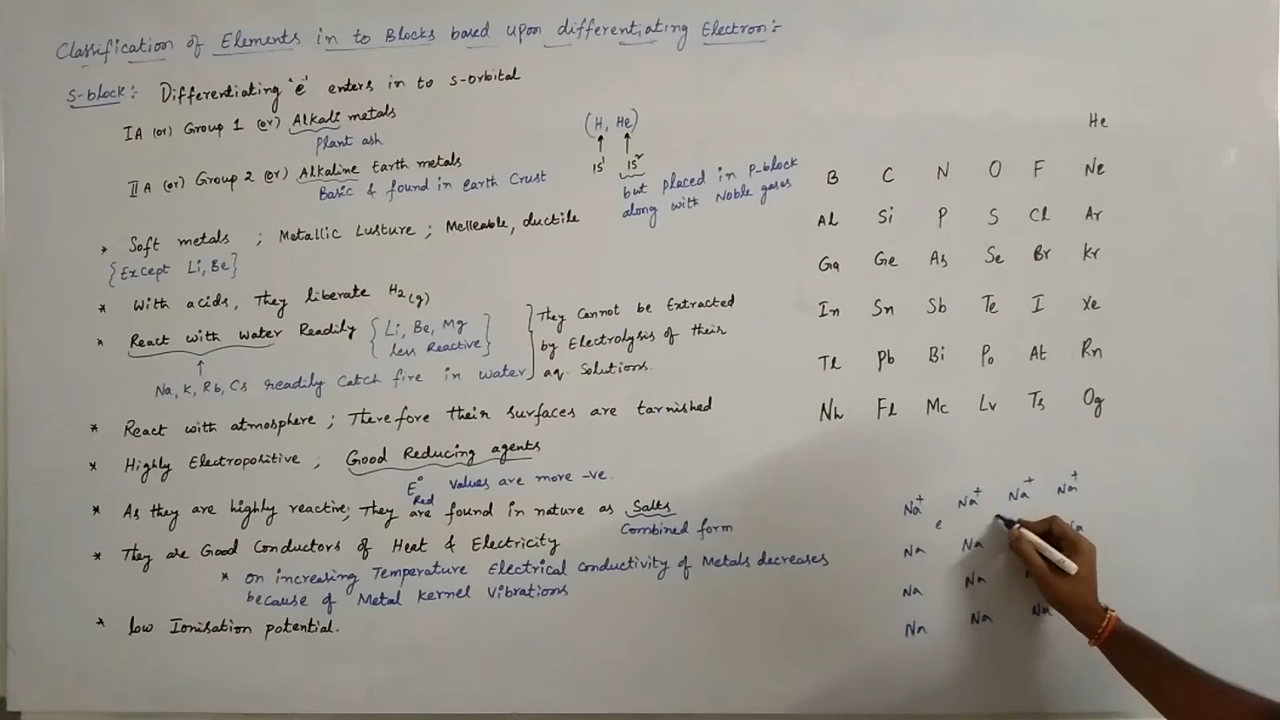 Classification of Elements in to Blocks based upon differentiating Electron:-
S-block:- Differentiating 'e⁻' enters in to s-orbital
IA (or) Group 1 (or) Alkali metals
Plant ash
II A (or) Group 2 (or) Alkaline Earth metals
Basic & found in earth Crust
(H, He)
1s¹ 1s²
but placed in P-block
along with Noble gases
* Soft metals ; Metallic Lusture ; Melleable, ductile
{Except Li, Be}
* With acids, They liberate H₂(g)
* React with water Readily {Li, Be, Mg
less Reactive}
Na, K, Rb, Cs readily Catch fire in water
They cannot be Extracted
by Electrolysis of their
aq. Solutions.
* React with atmosphere ; Therefore their surfaces are tarnished
* Highly Electropositive ; Good Reducing agents
E°Red values are more -ve.
* As they are highly reactive; They are found in nature as Salts
Combined form
* They are Good Conductors of Heat & Electricity
* on increasing Temperature Electrical conductivity of Metals decreases
because of Metal Kernel Vibrations
* low Ionisation potential.
He
B C N O F Ne
Al Si P S Cl Ar
Ga Ge As Se Br Kr
In Sn Sb Te I Xe
Tl Pb Bi Po At Rn
Nh Fl Mc Lv Ts Og
Na⁺ Na⁺ Na⁺ Na⁺
e
Na Na
Na Na
Na Na Na